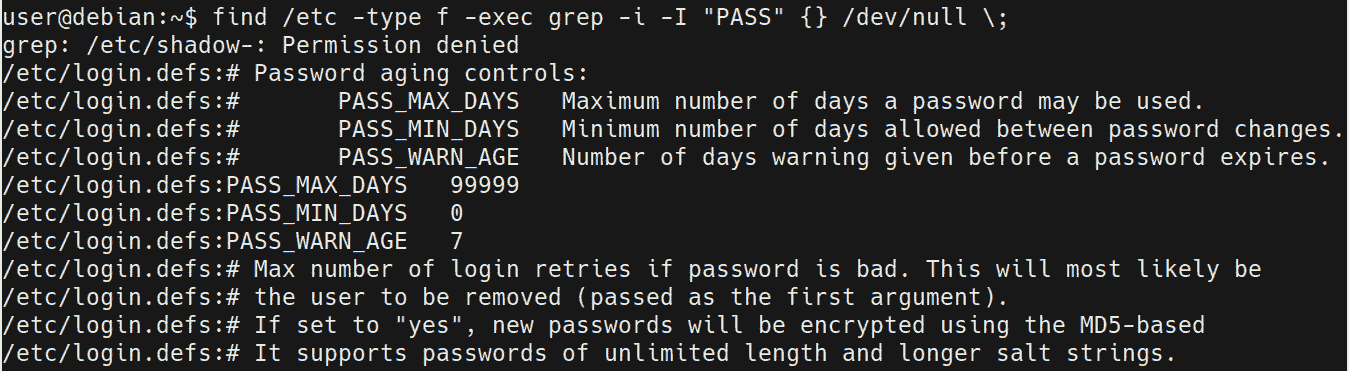 user@debian:~$ find /etc -type f -exec grep -i -I "PASS" {} /dev/null \;
grep: /etc/shadow-: Permission denied
/etc/login.defs:# Password aging controls:
/etc/login.defs:#       PASS_MAX_DAYS   Maximum number of days a password may be used.
/etc/login.defs:#       PASS_MIN_DAYS   Minimum number of days allowed between password changes.
/etc/login.defs:#       PASS_WARN_AGE   Number of days warning given before a password expires.
/etc/login.defs:PASS_MAX_DAYS   99999
/etc/login.defs:PASS_MIN_DAYS   0
/etc/login.defs:PASS_WARN_AGE   7
/etc/login.defs:# Max number of login retries if password is bad. This will most likely be
/etc/login.defs:# the user to be removed (passed as the first argument).
/etc/login.defs:# If set to "yes", new passwords will be encrypted using the MD5-based
/etc/login.defs:# It supports passwords of unlimited length and longer salt strings.